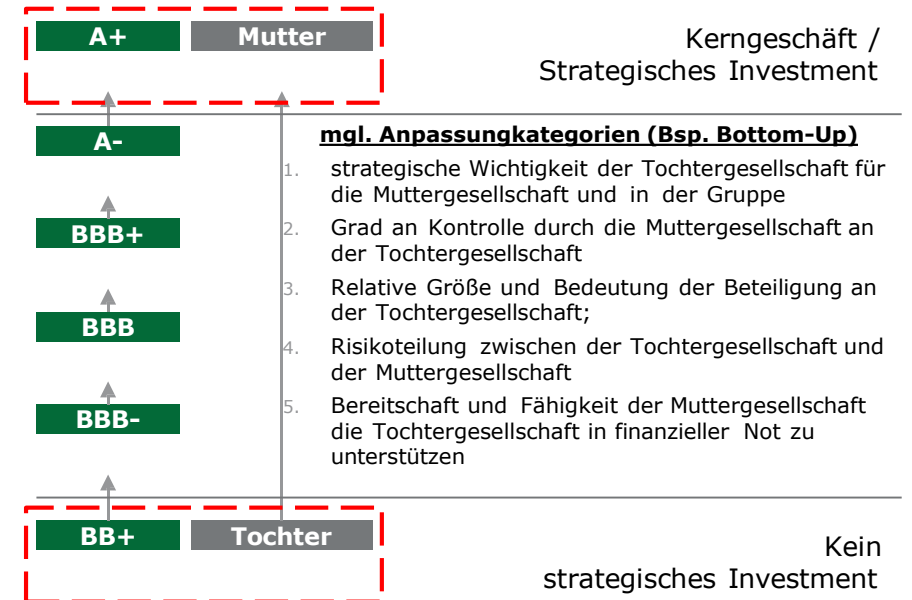 A+ Mutter
Kerngeschäft /
Strategisches Investment
A-
BBB+
BBB
BBB-
mgl. Anpassungkategorien (Bsp. Bottom-Up)
1. strategische Wichtigkeit der Tochtergesellschaft für
die Muttergesellschaft und in der Gruppe
2. Grad an Kontrolle durch die Muttergesellschaft an
der Tochtergesellschaft
3. Relative Größe und Bedeutung der Beteiligung an
der Tochtergesellschaft;
4. Risikoteilung zwischen der Tochtergesellschaft und
der Muttergesellschaft
5. Bereitschaft und Fähigkeit der Muttergesellschaft
die Tochtergesellschaft in finanzieller Not zu
unterstützen
BB+ Tochter
Kein
strategisches Investment